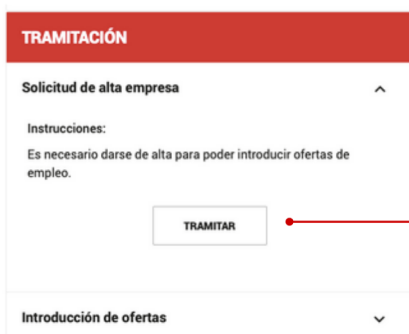 TRAMITACIÓN
Solicitud de alta empresa
Instrucciones:
Es necesario darse de alta para poder introducir ofertas de
empleo.
TRAMITAR
Introducción de ofertas